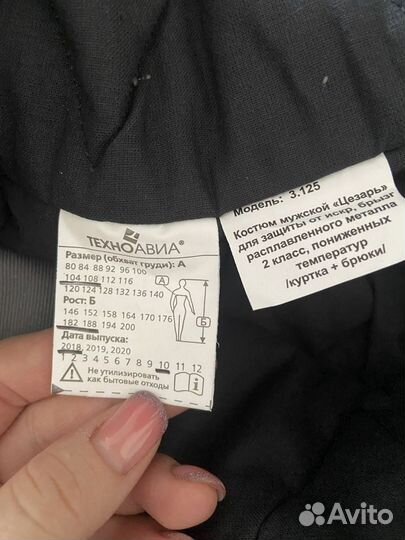 ТЕХНОАВИА®
Размер (обхват груди): А
80 84 88 92 96 100
104 108 112 116
120 124 128 132 136 140
Рост: Б
146 152 158 164 170 176
182 188 194 200
Дата выпуска:
2018, 2019, 2020
1 2 3 4 5 6 7 8 9 10 11 12
Не утилизировать
как бытовые отходы
А
Б
Модель: 3.125
Костюм мужской «Цезарь»
для защиты от искр, брызг
расплавленного металла
2 класс, пониженных
температур
/куртка + брюки/
Avito